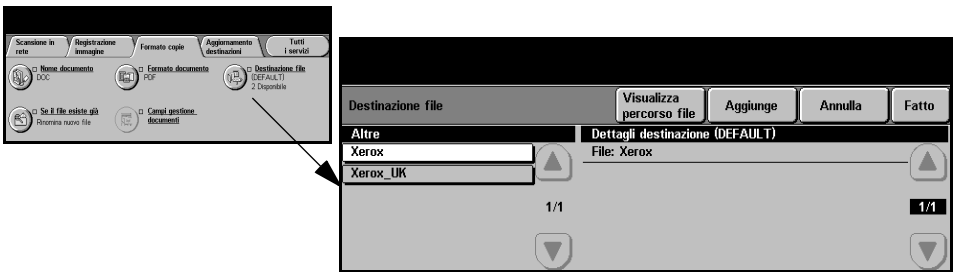 Scansione in rete
Registrazione immagine
Formato copie
Aggiornamento destinazioni
Tutti i servizi
Nome documento
DOC
Formato documento
PDF
Destinazione file
(DEFAULT)
2 Disponibile
Se il file esiste già
Rinomina nuovo file
Campi gestione documenti
Destinazione file
Visualizza percorso file
Aggiunge
Annulla
Fatto
Altre
Dettagli destinazione (DEFAULT)
Xerox
File: Xerox
Xerox_UK
1/1
1/1